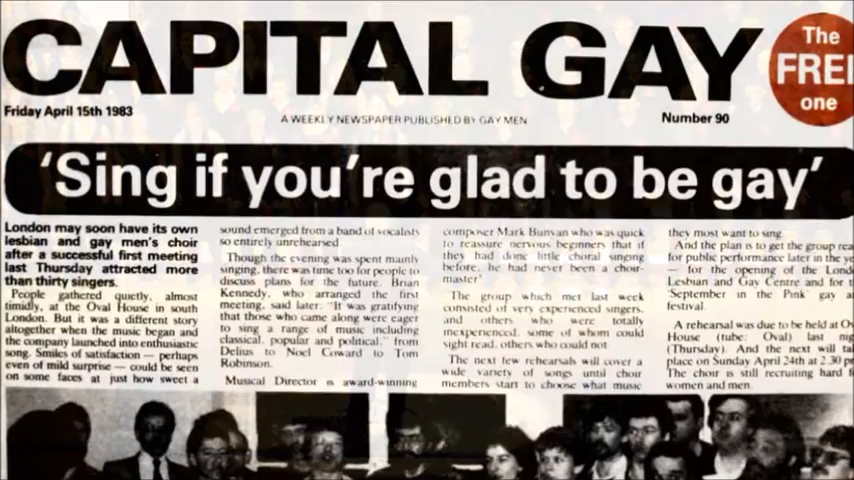 CAPITAL GAY
The
FREE
one
Friday April 15th 1983
A WEEKLY NEWSPAPER PUBLISHED BY GAY MEN
Number 90
'Sing if you're glad to be gay'
London may soon have its own
lesbian and gay men's choir
after a successful first meeting
last Thursday attracted more
than thirty singers.
People gathered quietly, almost
timidly, at the Oval House in south
London. But it was a different story
altogether when the music began and
the company launched into enthusiastic
song. Smiles of satisfaction — perhaps
even of mild surprise — could be seen
on some faces at just how sweet a
sound emerged from a band of vocalists
so entirely unrehearsed.
Though the evening was spent mainly
singing, there was time too for people to
discuss plans for the future. Brian
Kennedy, who arranged the first
meeting, said later: "It was gratifying
that those who came along were eager
to sing a range of music including
classical, popular and political," from
Delius to Noel Coward to Tom
Robinson.
Musical Director is award-winning
composer Mark Bunyan who was quick
to reassure nervous beginners that if
they had done little choral singing
before, he had never been a choir-
master'
The group which met last week
consisted of very experienced singers,
and others who were totally
inexperienced, some of whom could
sight read, others who could not.
The next few rehearsals will cover a
wide variety of songs until choir
members start to choose what music
they most want to sing.
And the plan is to get the group rea
for public performance later in the ye
— for the opening of the Lond
Lesbian and Gay Centre and for t
"September in the Pink" gay a
festival.
A rehearsal was due to be held at Ov
House (tube: Oval) last nig
(Thursday). And the next will ta
place on Sunday April 24th at 2.30 pm
The choir is still recruiting hard f
women and men.